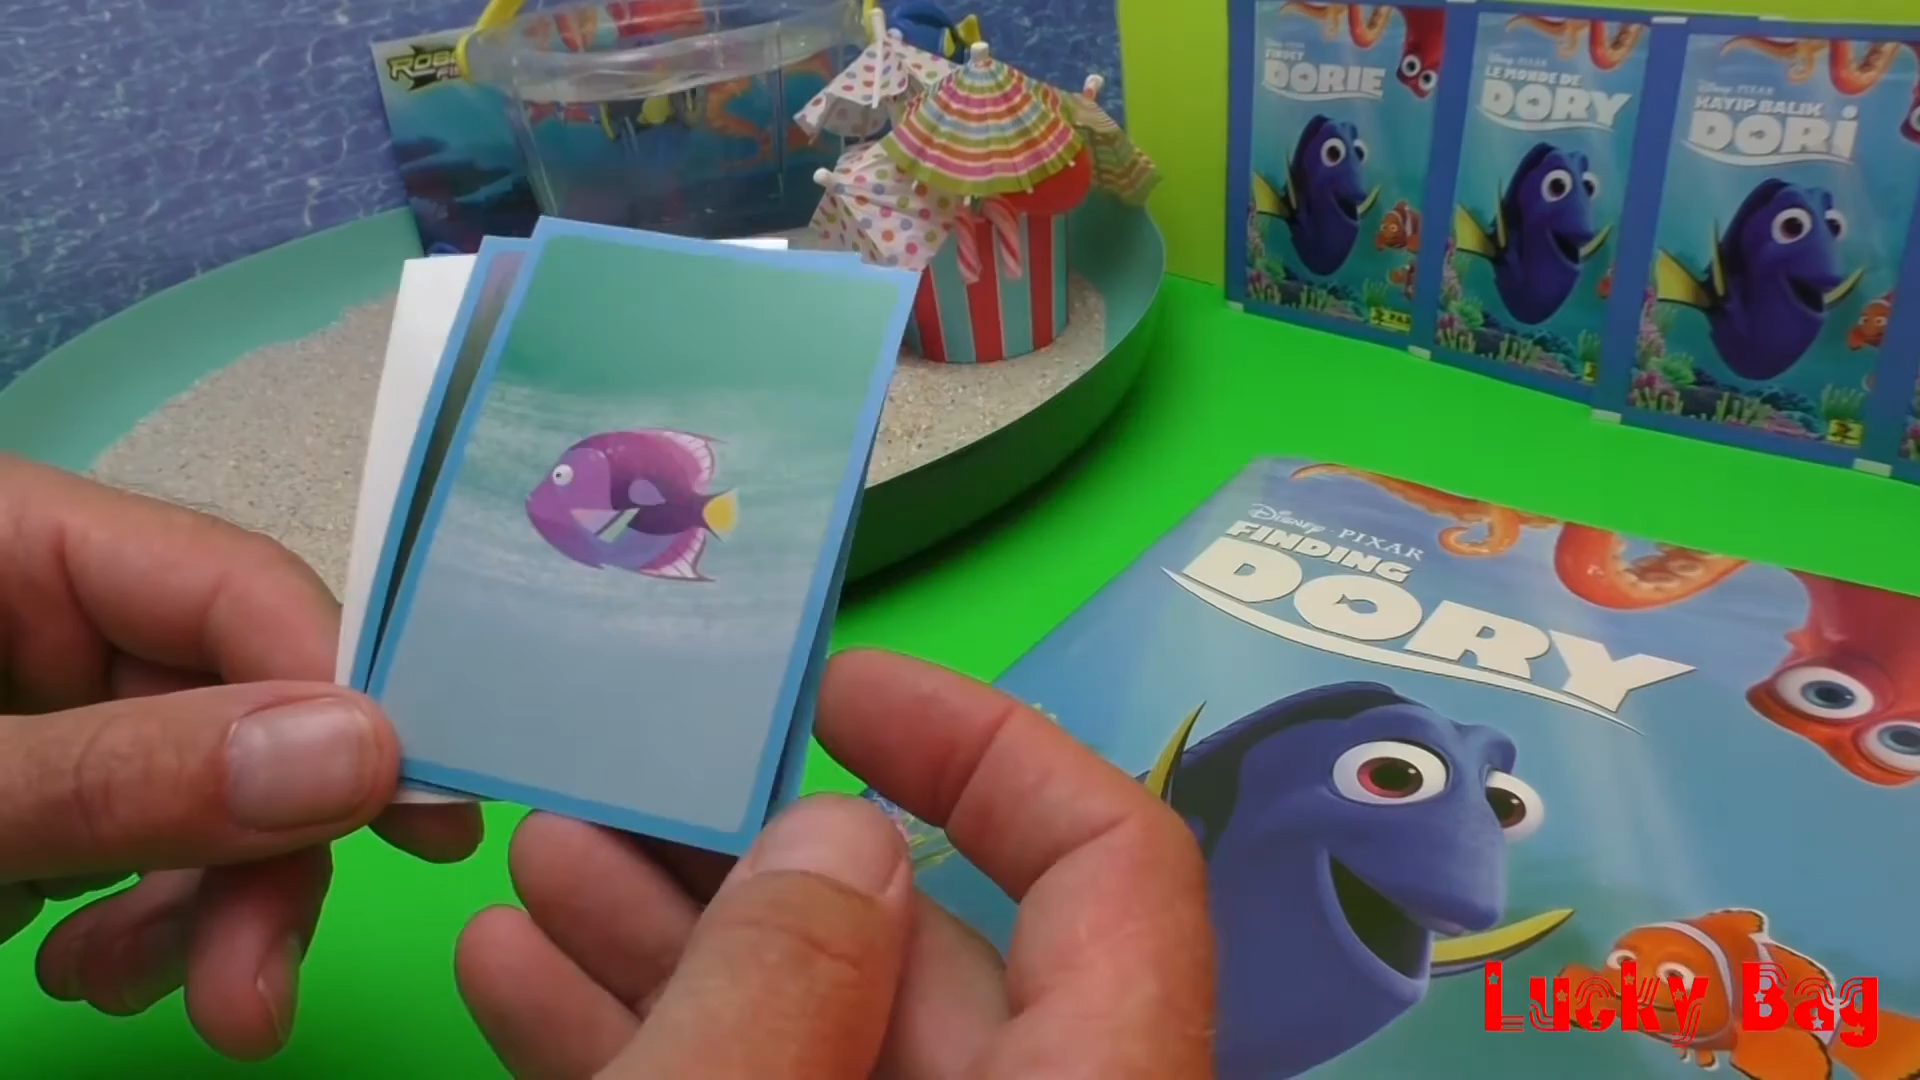 FINDET
DORIE
DISNEY PIXAR
LE MONDE DE
DORY
DISNEY PIXAR
KAYIP BALIK
DORİ
DISNEY · PIXAR
FINDING
DORY
Lucky Bag